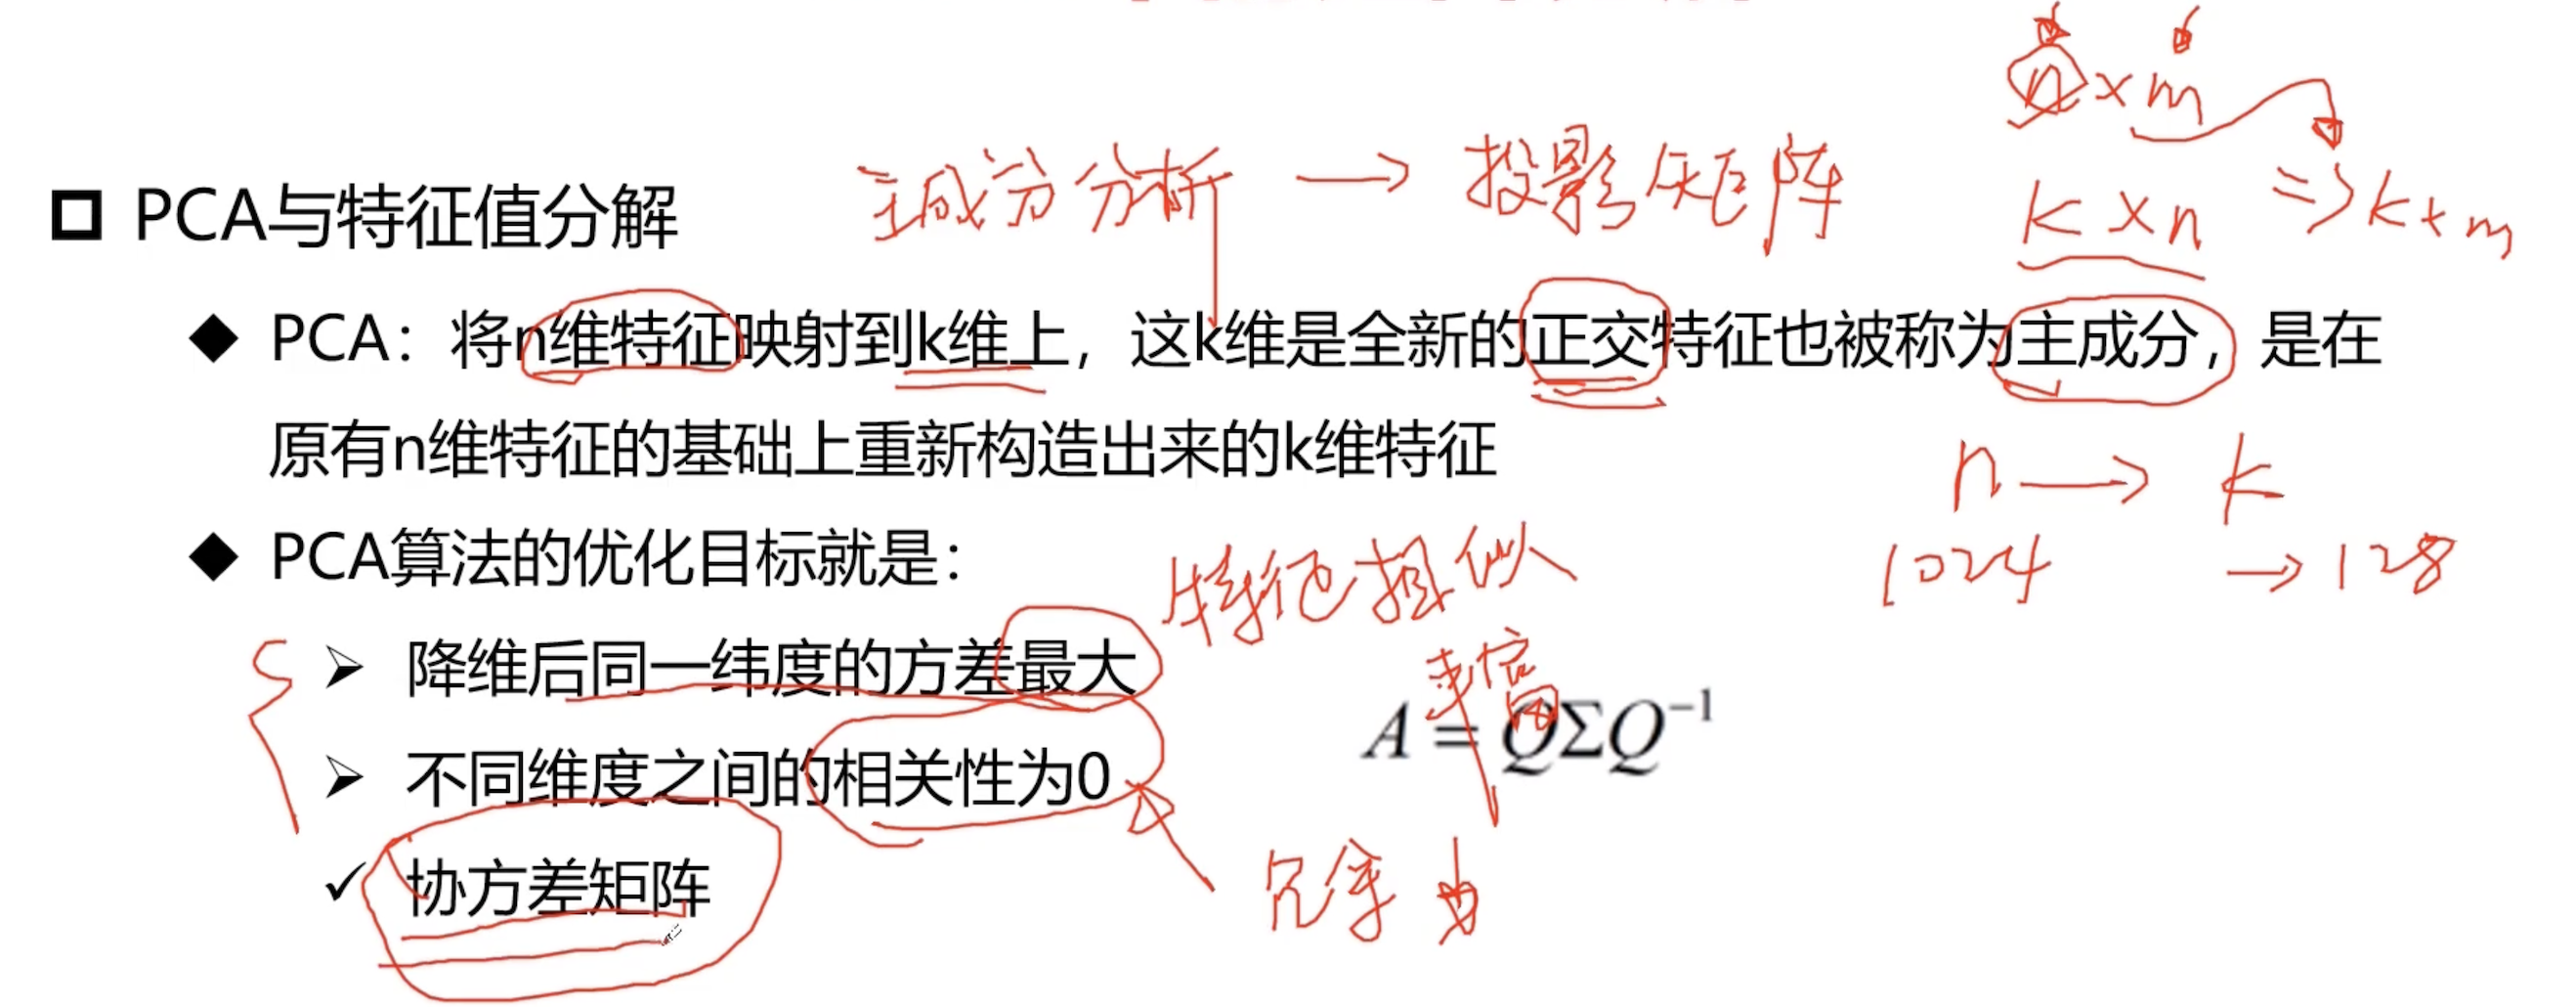 n × m
主成分分析 → 投影矩阵
k × n ⇒ k × m
PCA与特征值分解
PCA：将n维特征映射到k维上，这k维是全新的正交特征也被称为主成分，是在
原有n维特征的基础上重新构造出来的k维特征
n → k
PCA算法的优化目标就是：
1024 → 128
特征相似
降维后同一纬度的方差最大
丰富
A = QΣQ⁻¹
不同维度之间的相关性为0
协方差矩阵
冗余